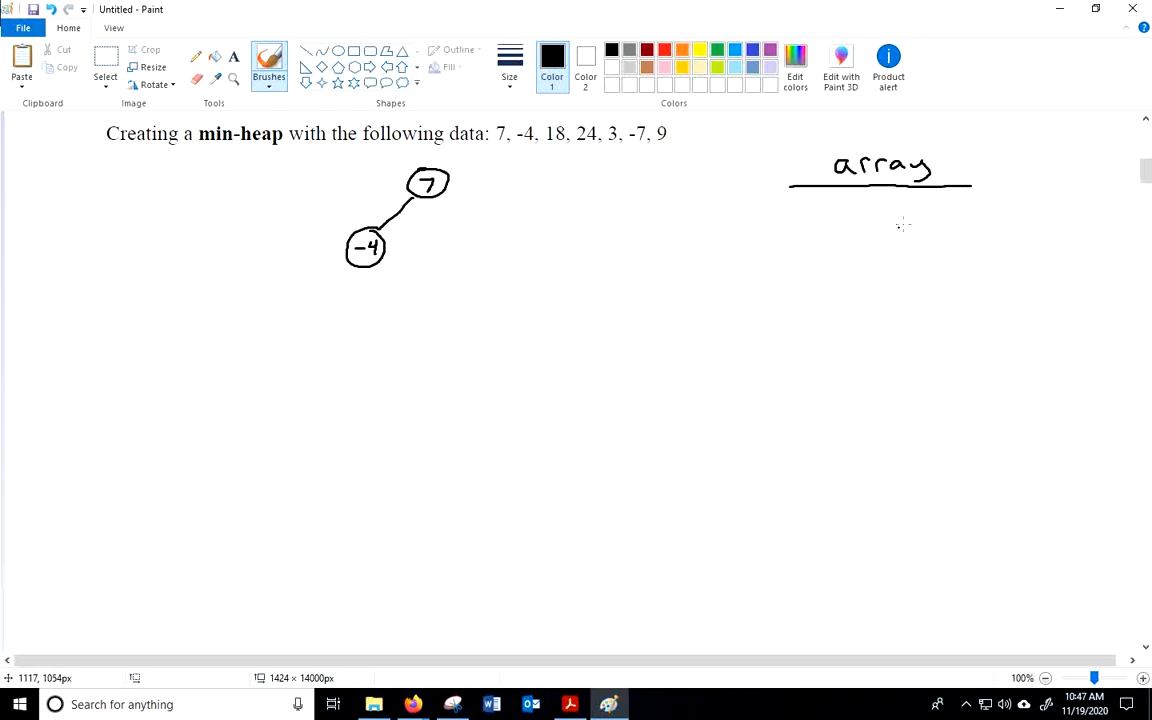 Untitled - Paint
File Home View
Paste Cut Copy Select Crop Resize Rotate Brushes Outline Fill Size Color 1 Color 2 Edit colors Edit with Paint 3D Product alert
Clipboard Image Tools Shapes Colors
Creating a min-heap with the following data: 7, -4, 18, 24, 3, -7, 9
array
7
-4
1117, 1054px 1424 × 14000px 100%
Search for anything 10:47 AM
11/19/2020